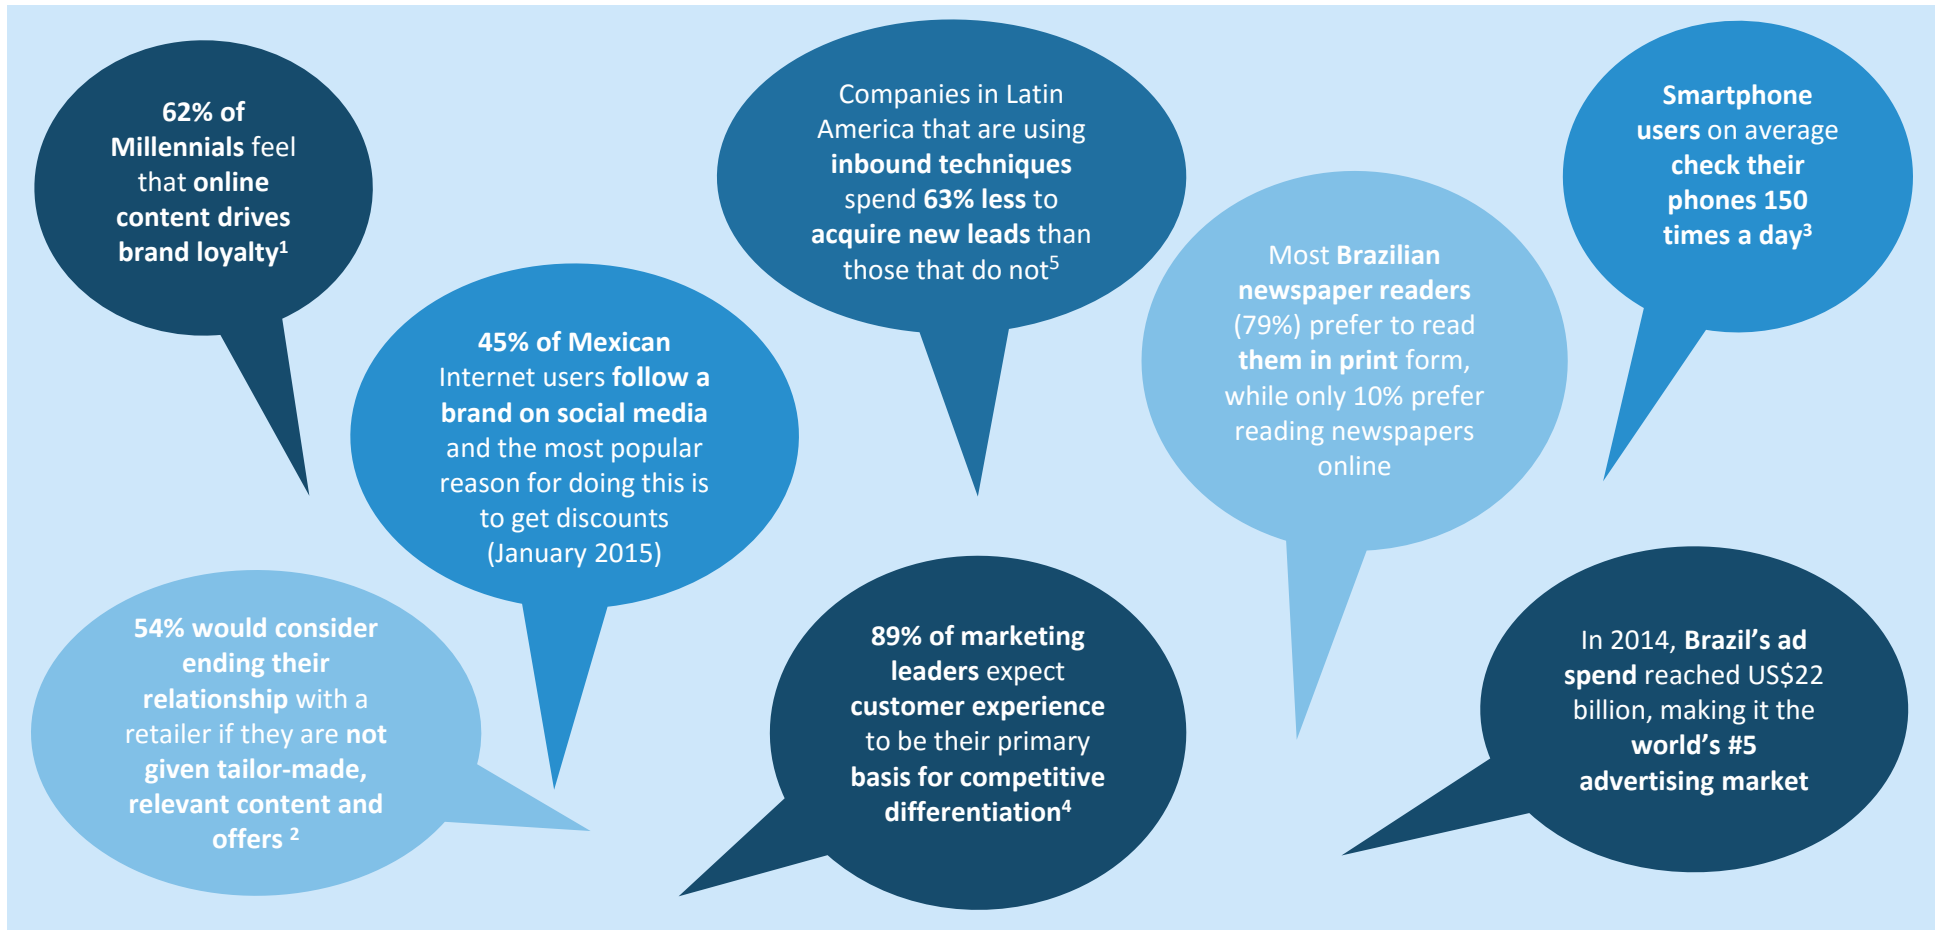 62% of
Millennials feel
that online
content drives
brand loyalty¹
45% of Mexican
Internet users follow a
brand on social media
and the most popular
reason for doing this is
to get discounts
(January 2015)
Companies in Latin
America that are using
inbound techniques
spend 63% less to
acquire new leads than
those that do not⁵
Most Brazilian
newspaper readers
(79%) prefer to read
them in print form,
while only 10% prefer
reading newspapers
online
Smartphone
users on average
check their
phones 150
times a day³
54% would consider
ending their
relationship with a
retailer if they are not
given tailor-made,
relevant content and
offers ²
89% of marketing
leaders expect
customer experience
to be their primary
basis for competitive
differentiation⁴
In 2014, Brazil’s ad
spend reached US$22
billion, making it the
world’s #5
advertising market